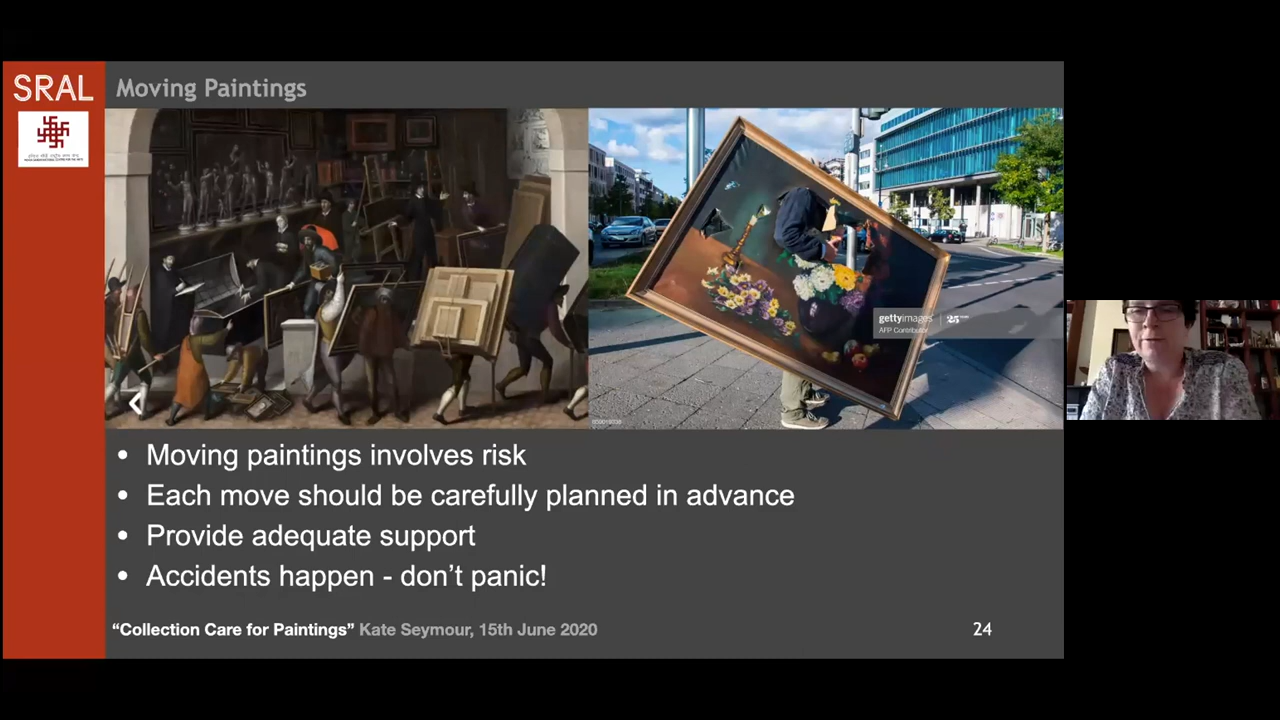 SRAL
Moving Paintings
gettyimages
AFP Contributor
• Moving paintings involves risk
• Each move should be carefully planned in advance
• Provide adequate support
• Accidents happen - don’t panic!
“Collection Care for Paintings” Kate Seymour, 15th June 2020
24